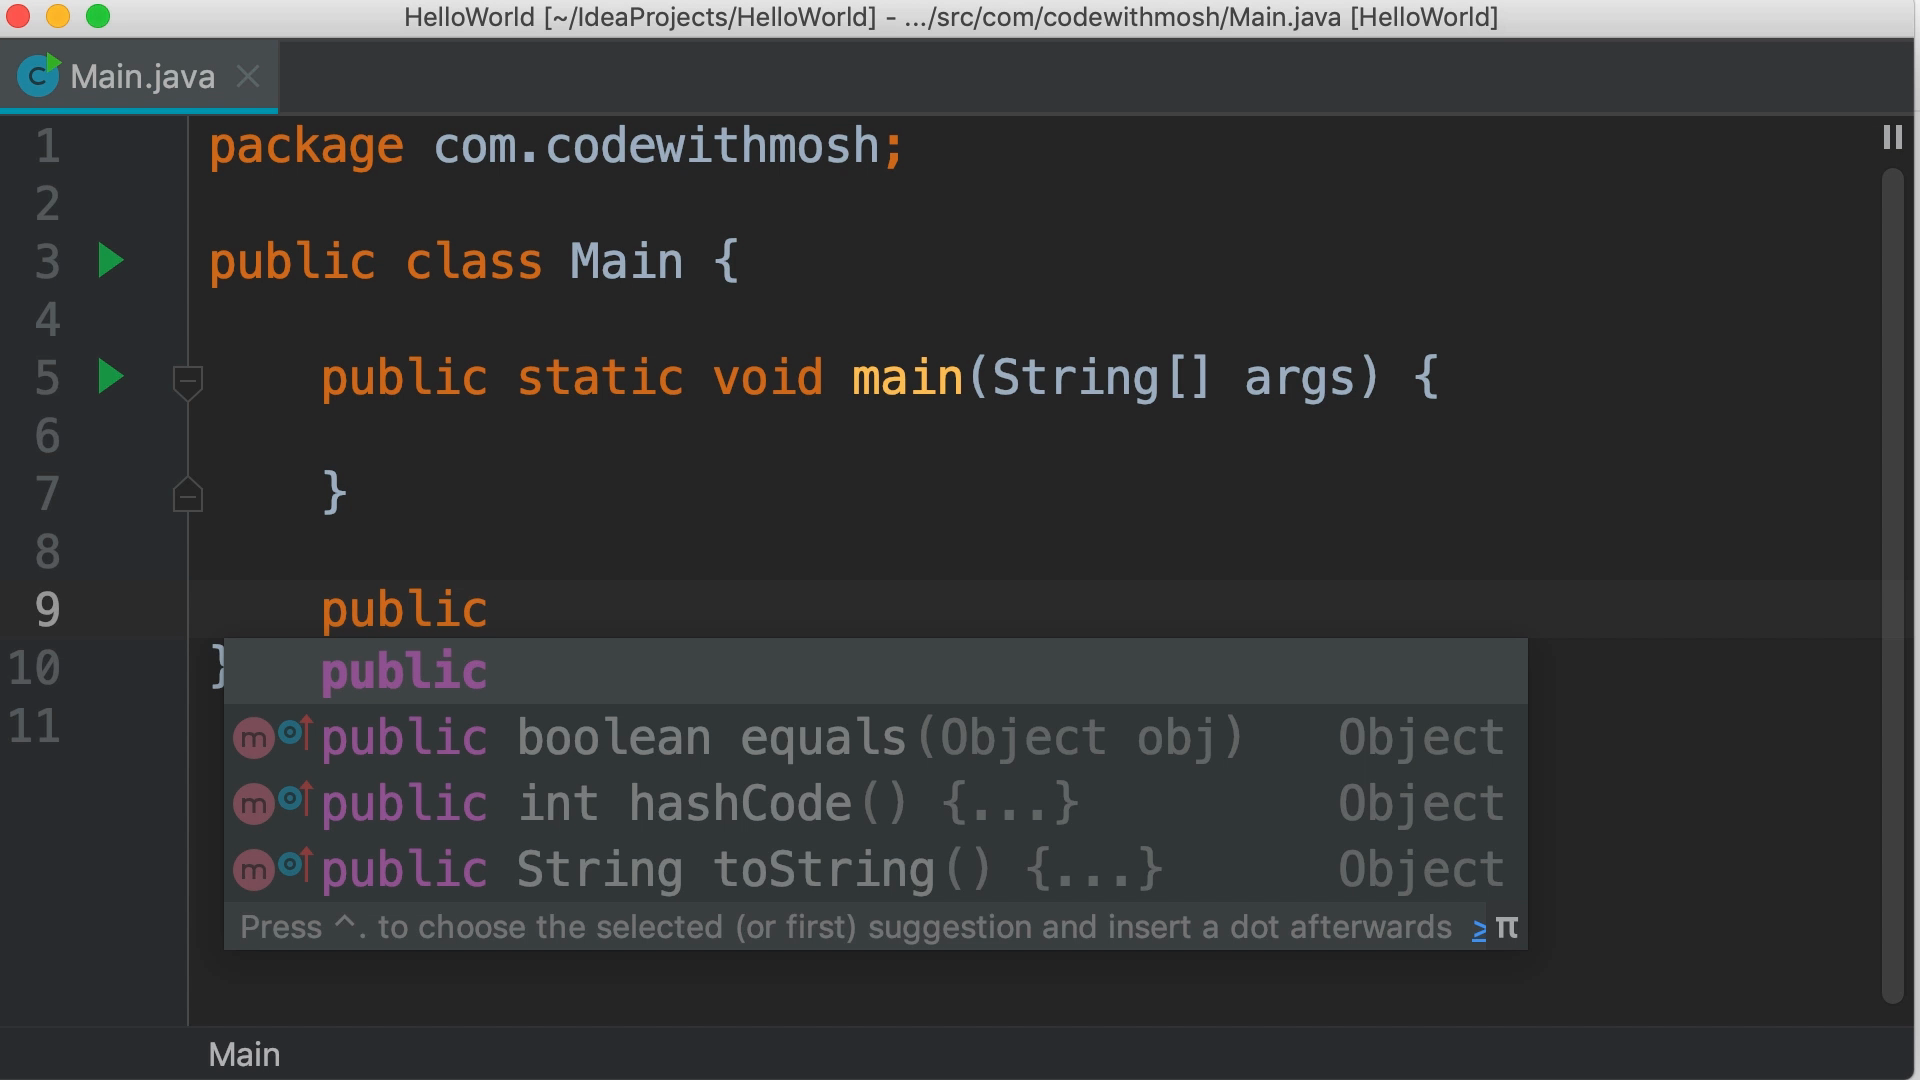 HelloWorld [~/IdeaProjects/HelloWorld] - .../src/com/codewithmosh/Main.java [HelloWorld]
C Main.java
1 package com.codewithmosh;
2
3 public class Main {
4
5 public static void main(String[] args) {
6
7 }
8
9 public
10 }
11
public
m public boolean equals(Object obj) Object
m public int hashCode() {...} Object
m public String toString() {...} Object
Press ^. to choose the selected (or first) suggestion and insert a dot afterwards ≥ π
Main